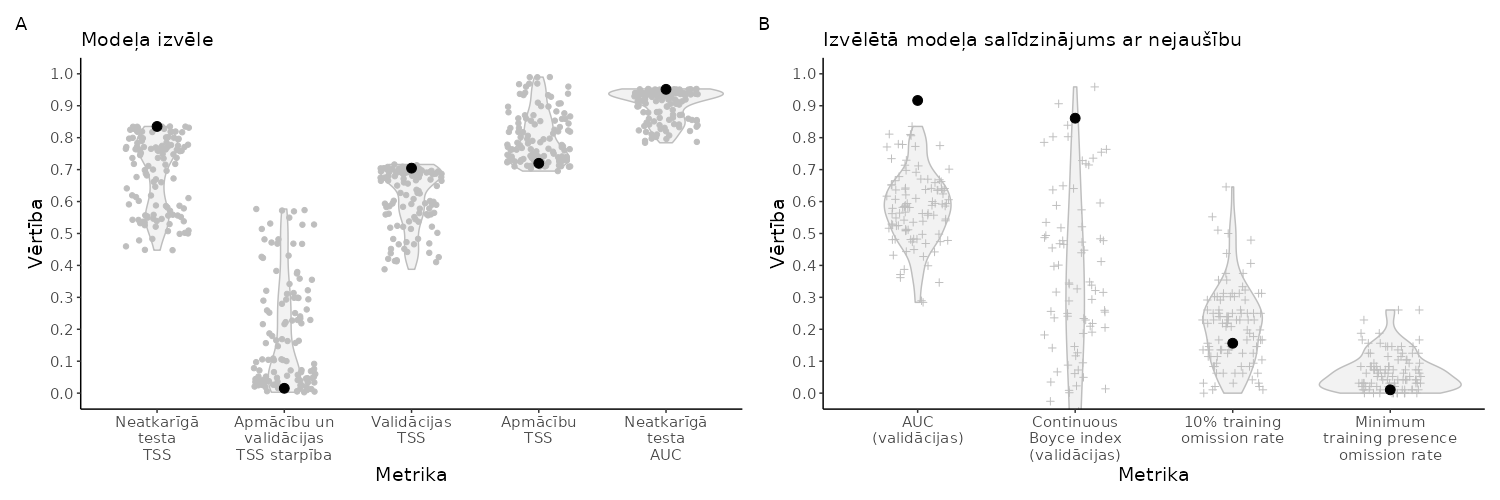 A
Modeļa izvēle
Vērtība
1.0
0.9
0.8
0.7
0.6
0.5
0.4
0.3
0.2
0.1
0.0
Neatkarīgā
testa
TSS
Apmācību un
validācijas
TSS starpība
Validācijas
TSS
Apmācību
TSS
Neatkarīgā
testa
AUC
Metrika
B
Izvēlētā modeļa salīdzinājums ar nejaušību
Vērtība
1.0
0.9
0.8
0.7
0.6
0.5
0.4
0.3
0.2
0.1
0.0
AUC
(validācijas)
Continuous
Boyce index
(validācijas)
10% training
omission rate
Minimum
training presence
omission rate
Metrika